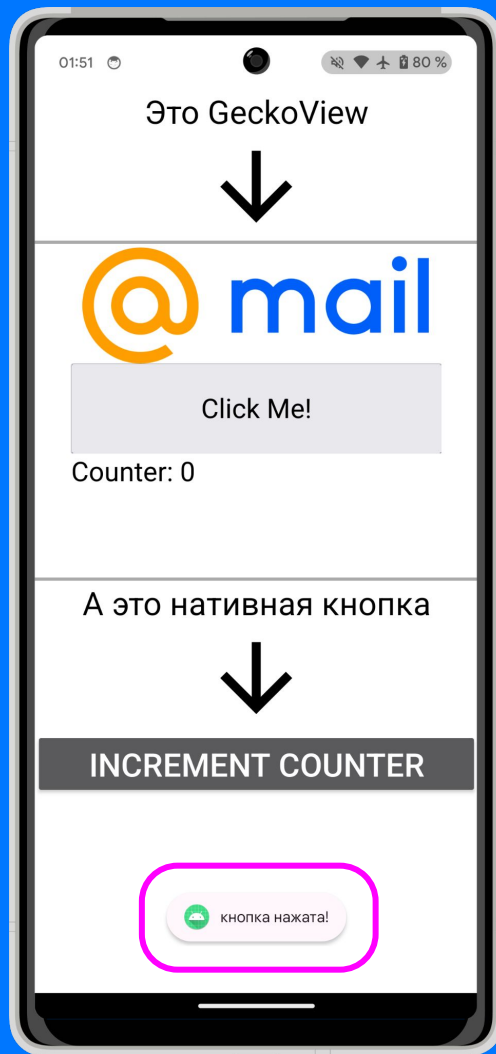 01:51
80 %
Это GeckoView
@ mail
Click Me!
Counter: 0
А это нативная кнопка
INCREMENT COUNTER
кнопка нажата!